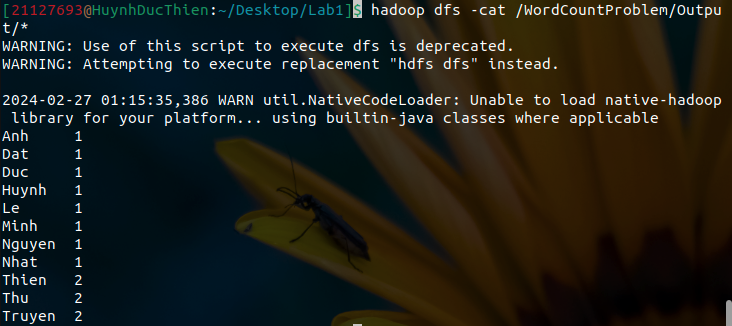 [21127693@HuynhDucThien:~/Desktop/Lab1]$ hadoop dfs -cat /WordCountProblem/Outpu
t/*
WARNING: Use of this script to execute dfs is deprecated.
WARNING: Attempting to execute replacement "hdfs dfs" instead.
2024-02-27 01:15:35,386 WARN util.NativeCodeLoader: Unable to load native-hadoop
 library for your platform... using builtin-java classes where applicable
Anh 1
Dat 1
Duc 1
Huynh 1
Le 1
Minh 1
Nguyen 1
Nhat 1
Thien 2
Thu 2
Truyen 2